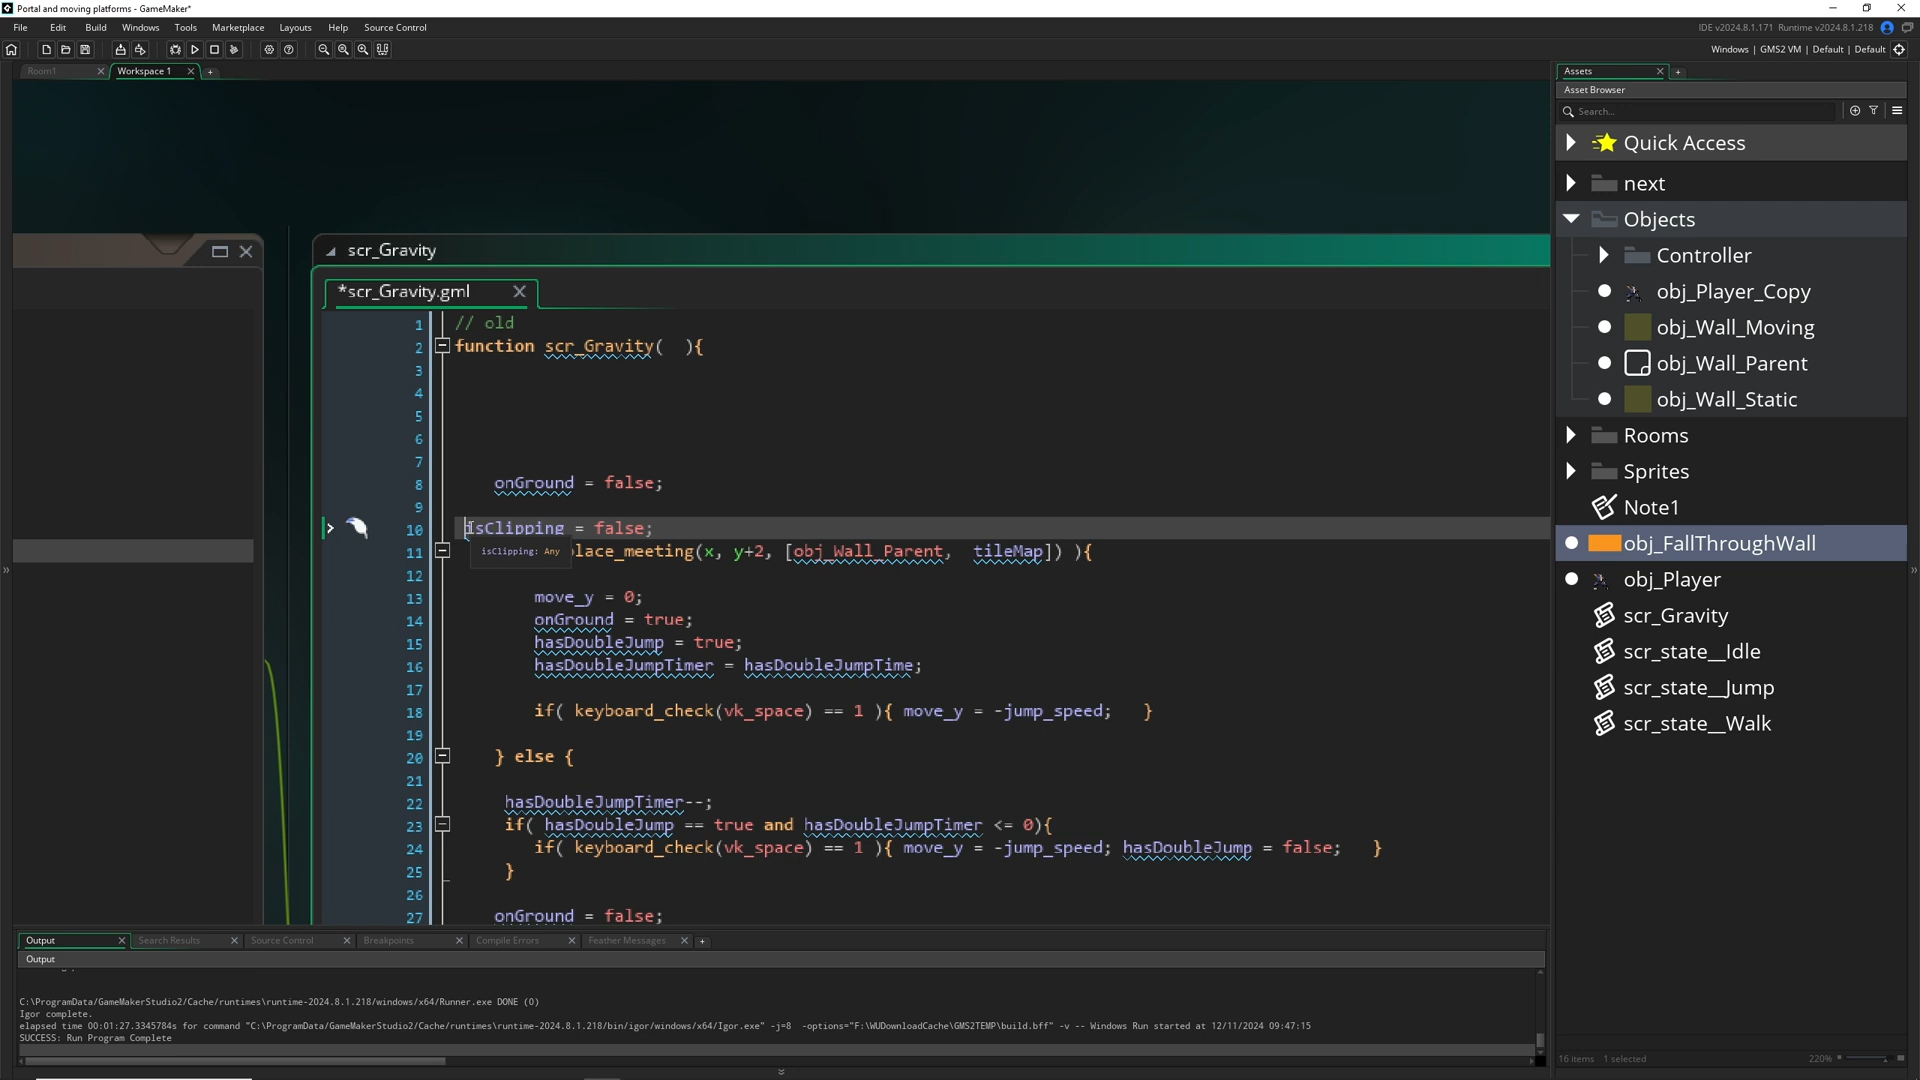 Portal and moving platforms - GameMaker*
File Edit Build Windows Tools Marketplace Layouts Help Source Control
IDE v2024.8.1.171 Runtime v2024.8.1.218
Windows | GMS2 VM | Default | Default
Room1 Workspace 1
scr_Gravity
*scr_Gravity.gml
1 // old
2 function scr_Gravity( ){
3
4
5
6
7
8 onGround = false;
9
10 isClipping = false;
11 place_meeting(x, y+2, [obj_Wall_Parent, tileMap]) ){
isClipping: Any
12
13 move_y = 0;
14 onGround = true;
15 hasDoubleJump = true;
16 hasDoubleJumpTimer = hasDoubleJumpTime;
17
18 if( keyboard_check(vk_space) == 1 ){ move_y = -jump_speed; }
19
20 } else {
21
22 hasDoubleJumpTimer--;
23 if( hasDoubleJump == true and hasDoubleJumpTimer <= 0){
24 if( keyboard_check(vk_space) == 1 ){ move_y = -jump_speed; hasDoubleJump = false; }
25 }
26
27 onGround = false;
Assets
Asset Browser
Search...
Quick Access
next
Objects
Controller
obj_Player_Copy
obj_Wall_Moving
obj_Wall_Parent
obj_Wall_Static
Rooms
Sprites
Note1
obj_FallThroughWall
obj_Player
scr_Gravity
scr_state__Idle
scr_state__Jump
scr_state__Walk
16 items 1 selected 220%
Output Search Results Source Control Breakpoints Compile Errors Feather Messages
Output
C:\ProgramData/GameMakerStudio2/Cache/runtimes\runtime-2024.8.1.218/windows/x64/Runner.exe DONE (0)
Igor complete.
elapsed time 00:01:27.3345784s for command "C:\ProgramData/GameMakerStudio2/Cache/runtimes\runtime-2024.8.1.218/bin/igor/windows/x64/Igor.exe" -j=8 -options="F:\WUDownloadCache\GMS2TEMP\build.bff" -v -- Windows Run started at 12/11/2024 09:47:15
SUCCESS: Run Program Complete